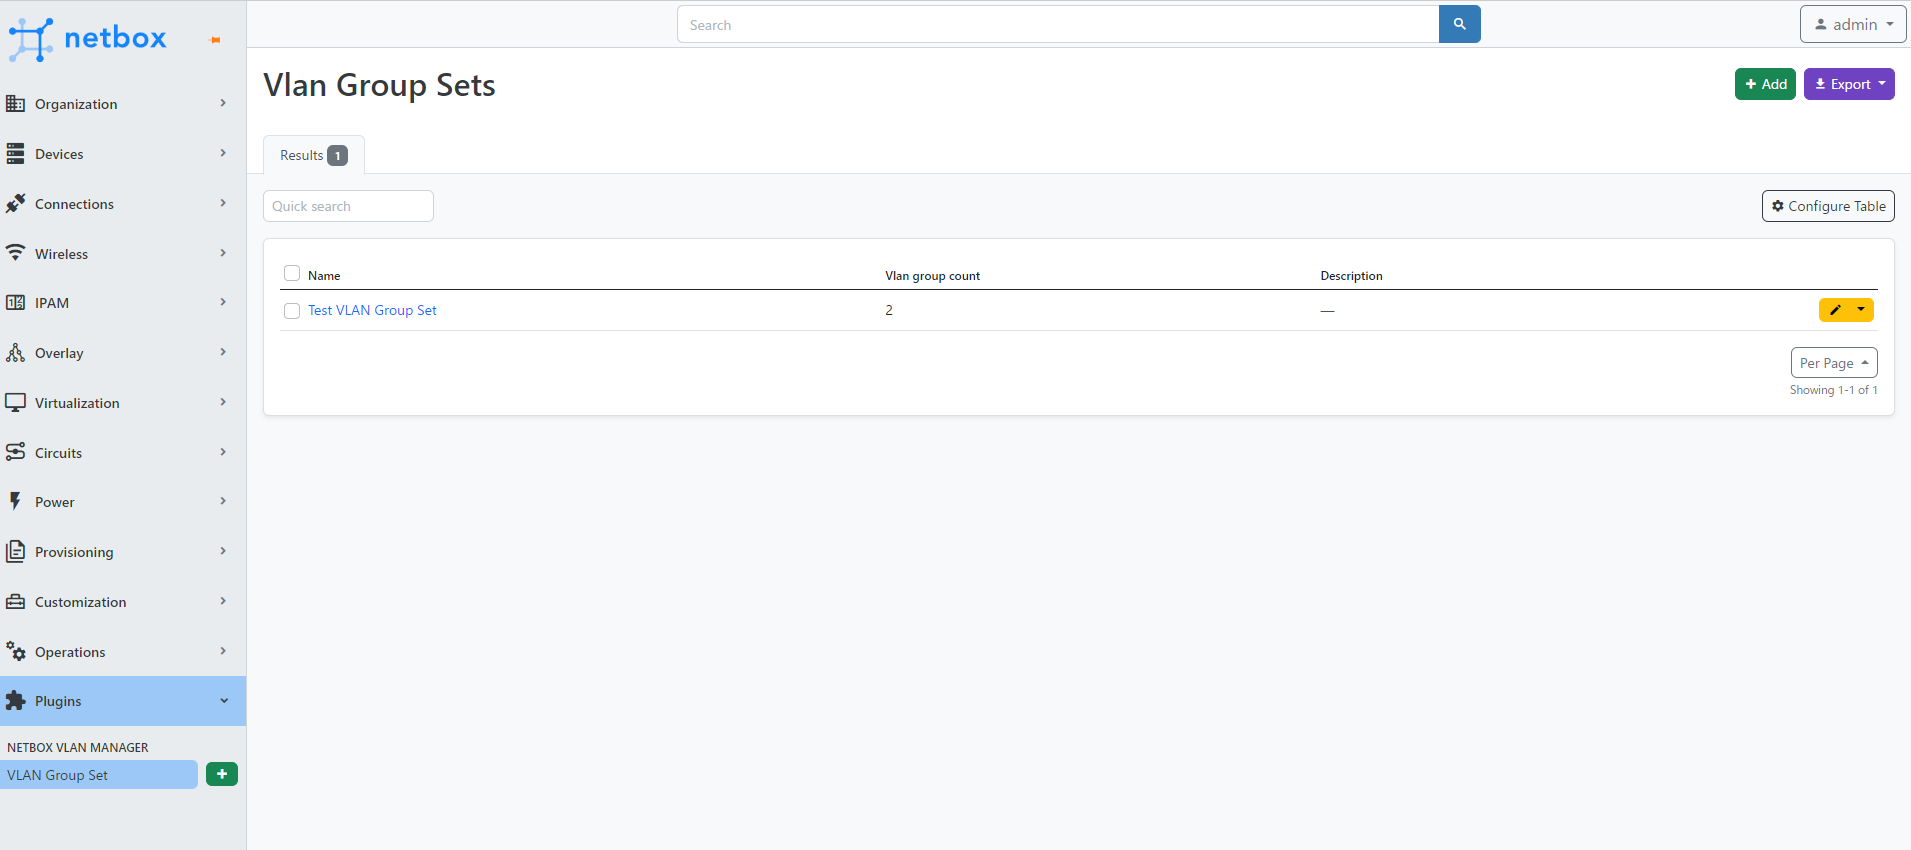 netbox
Search
admin
Organization
Devices
Connections
Wireless
IPAM
Overlay
Virtualization
Circuits
Power
Provisioning
Customization
Operations
Plugins
NETBOX VLAN MANAGER
VLAN Group Set
Vlan Group Sets
Add
Export
Results 1
Quick search
Configure Table
Name Vlan group count Description
Test VLAN Group Set 2 —
Per Page
Showing 1-1 of 1